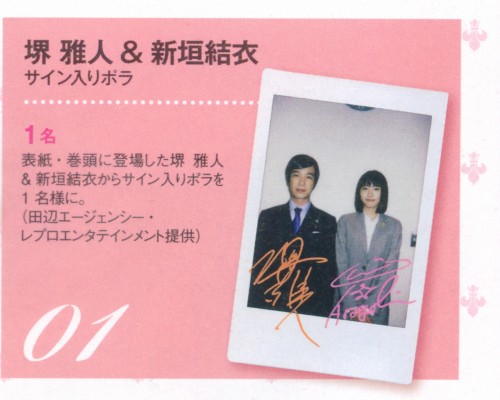 堺 雅人 & 新垣結衣
サイン入りポラ
1名
表紙・巻頭に登場した堺 雅人
& 新垣結衣からサイン入りポラを
1名様に。
(田辺エージェンシー・
レプロエンタテインメント提供)
堺雅人
01